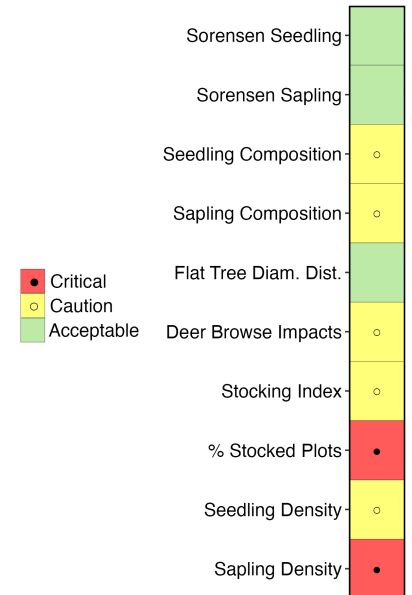 Sorensen Seedling
Sorensen Sapling
Seedling Composition
Sapling Composition
Flat Tree Diam. Dist.
Deer Browse Impacts
Stocking Index
% Stocked Plots
Seedling Density
Sapling Density
Critical
Caution
Acceptable